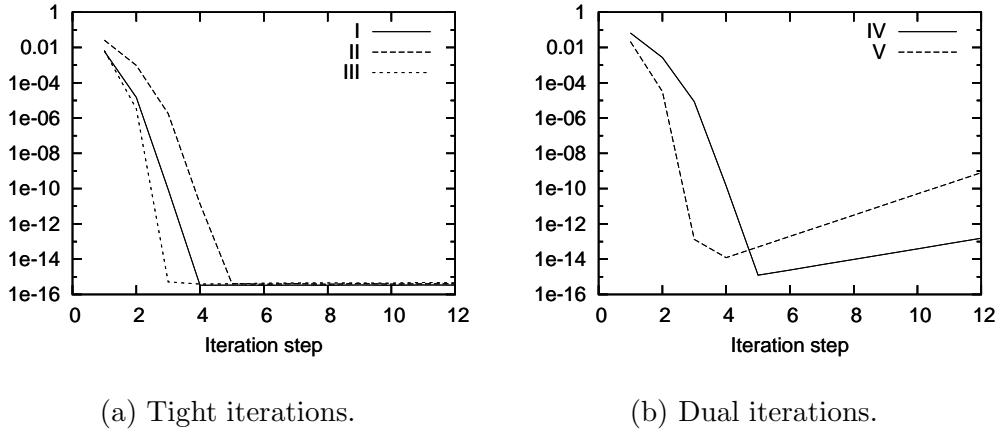 1
0.01
1e-04
1e-06
1e-08
1e-10
1e-12
1e-14
1e-16
0 2 4 6 8 10 12
Iteration step
I
II
III
(a) Tight iterations.
1
0.01
1e-04
1e-06
1e-08
1e-10
1e-12
1e-14
1e-16
0 2 4 6 8 10 12
Iteration step
IV
V
(b) Dual iterations.